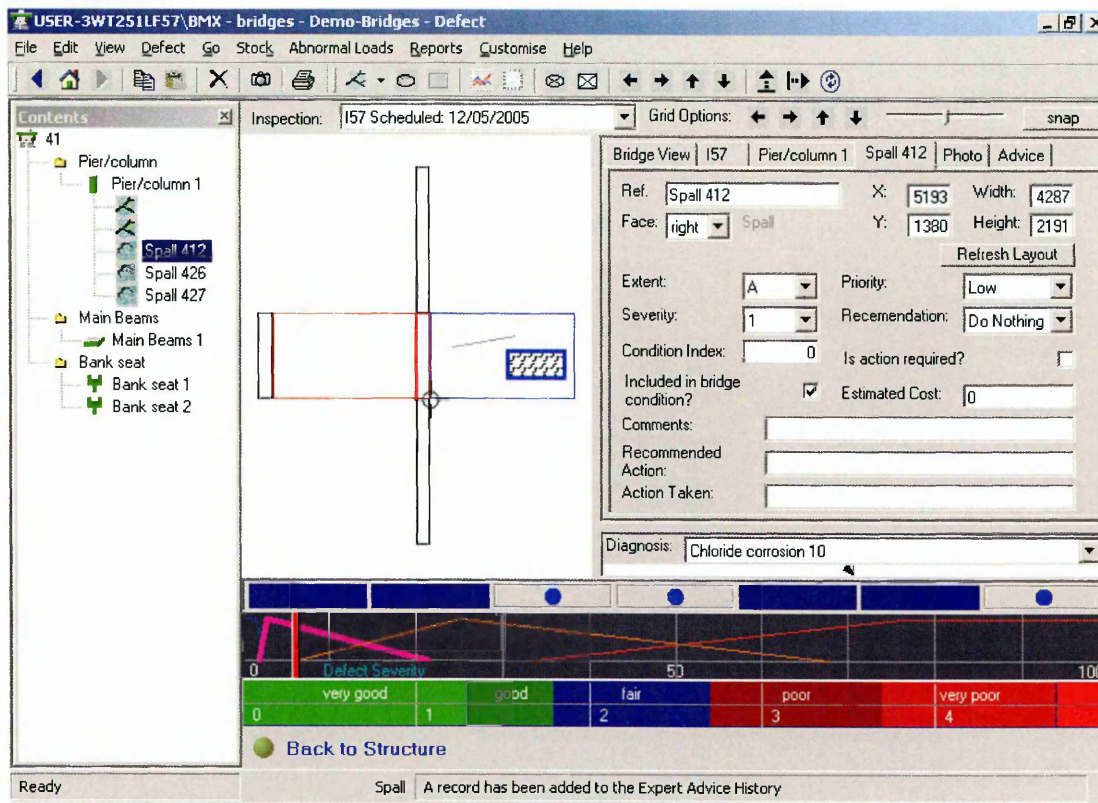 USER-3WT251LF57\BMX - bridges - Demo-Bridges - Defect
File Edit View Defect Go Stock Abnormal Loads Reports Customise Help
Contents
41
Pier/column
Pier/column 1
Spall 412
Spall 426
Spall 427
Main Beams
Main Beams 1
Bank seat
Bank seat 1
Bank seat 2
Inspection: I57 Scheduled: 12/05/2005 Grid Options: snap
Bridge View I57 Pier/column 1 Spall 412 Photo Advice
Ref. Spall 412 X: 5193 Width: 4287
Face: right Spall Y: 1380 Height: 2191
Refresh Layout
Extent: A Priority: Low
Severity: 1 Recemendation: Do Nothing
Condition Index: 0 Is action required?
Included in bridge condition? Estimated Cost: 0
Comments:
Recommended Action:
Action Taken:
Diagnosis: Chloride corrosion 10
0 Defect Severity 50 100
very good good fair poor very poor
0 1 2 3 4
Back to Structure
Ready Spall A record has been added to the Expert Advice History